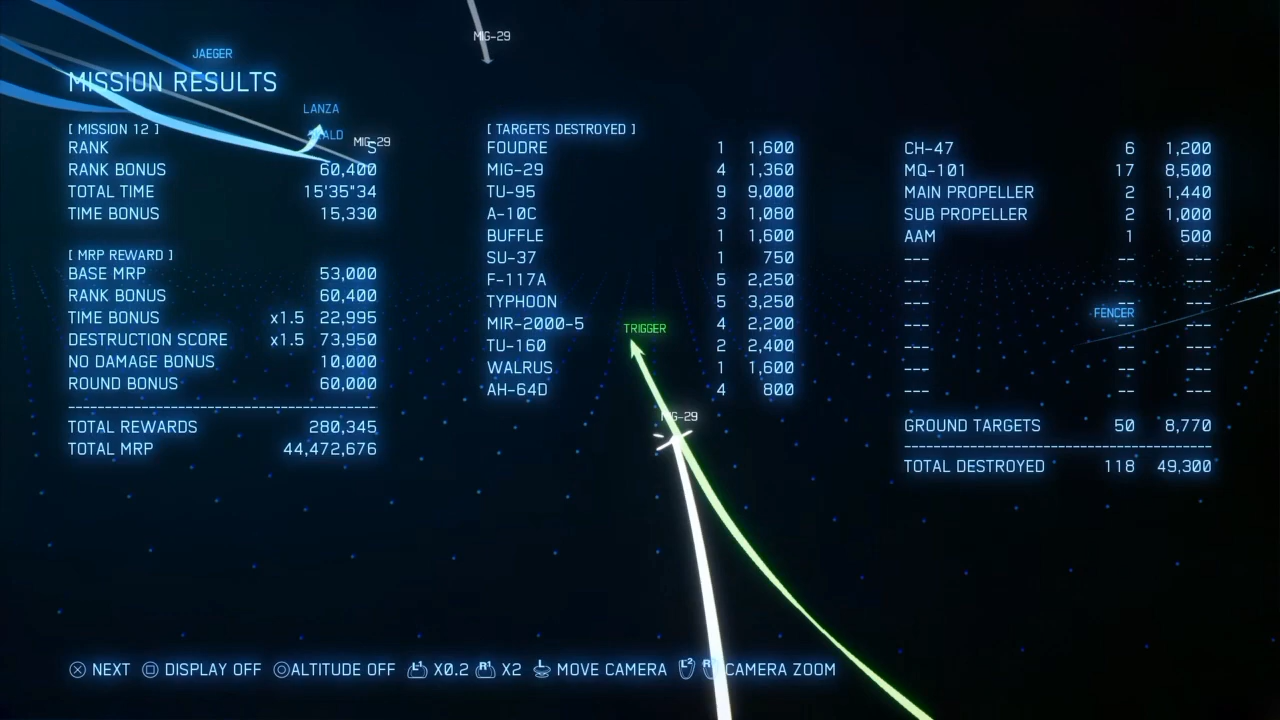 JAEGER
MISSION RESULTS
MIG-29
LANZA
ALD
MIG-29
[ MISSION 12 ]
RANK S
RANK BONUS 60,400
TOTAL TIME 15'35"34
TIME BONUS 15,330
[ MRP REWARD ]
BASE MRP 53,000
RANK BONUS 60,400
TIME BONUS x1.5 22,995
DESTRUCTION SCORE x1.5 73,950
NO DAMAGE BONUS 10,000
ROUND BONUS 60,000
TOTAL REWARDS 280,345
TOTAL MRP 44,472,676
[ TARGETS DESTROYED ]
FOUDRE 1 1,600
MIG-29 4 1,360
TU-95 9 9,000
A-10C 3 1,080
BUFFLE 1 1,600
SU-37 1 750
F-117A 5 2,250
TYPHOON 5 3,250
MIR-2000-5 4 2,200
TU-160 2 2,400
WALRUS 1 1,600
AH-64D 4 800
TRIGGER
MIG-29
CH-47 6 1,200
MQ-101 17 8,500
MAIN PROPELLER 2 1,440
SUB PROPELLER 2 1,000
AAM 1 500
--- -- ---
--- -- ---
--- -- ---
--- -- ---
--- -- ---
--- -- ---
--- -- ---
FENCER
GROUND TARGETS 50 8,770
TOTAL DESTROYED 118 49,300
NEXT DISPLAY OFF ALTITUDE OFF L1 X0.2 R1 X2 L MOVE CAMERA L2 R CAMERA ZOOM